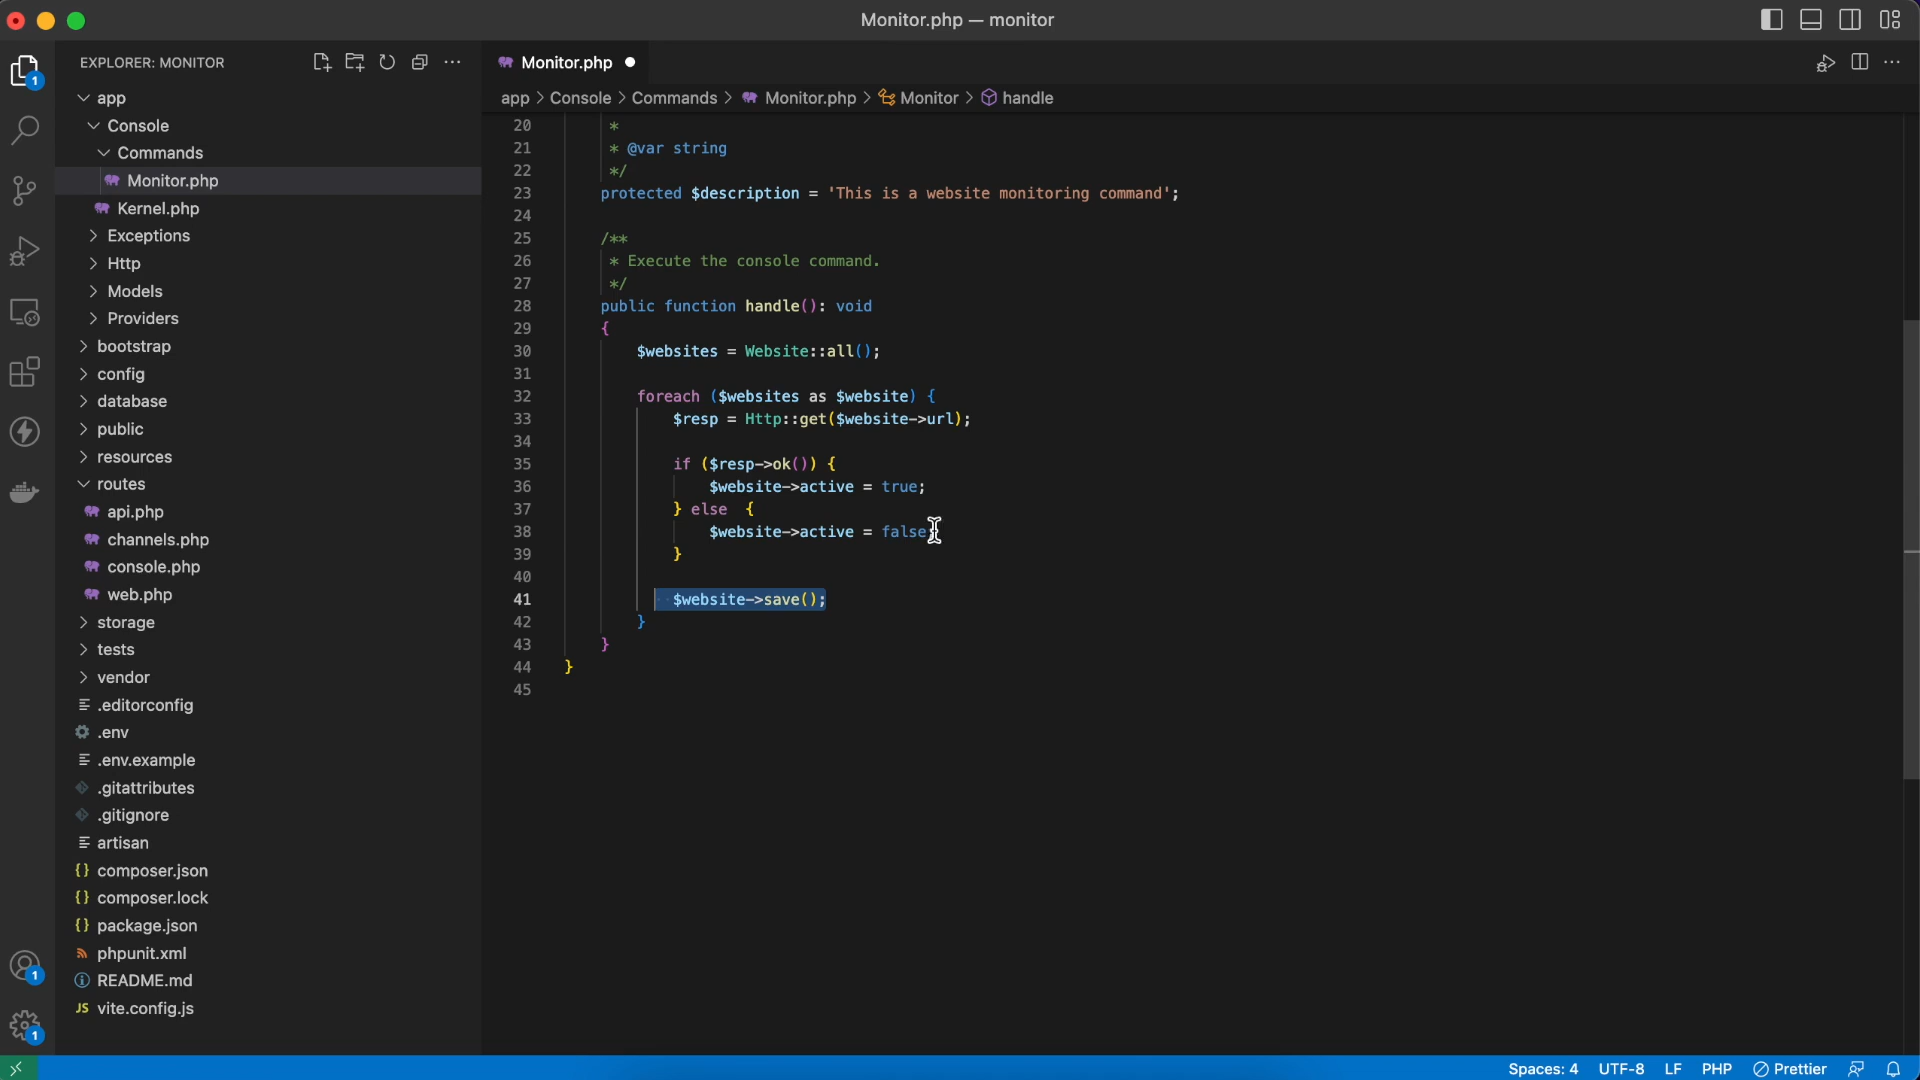 Monitor.php — monitor
EXPLORER: MONITOR
Monitor.php
app > Console > Commands > Monitor.php > Monitor > handle
app
Console
Commands
Monitor.php
Kernel.php
Exceptions
Http
Models
Providers
bootstrap
config
database
public
resources
routes
api.php
channels.php
console.php
web.php
storage
tests
vendor
.editorconfig
.env
.env.example
.gitattributes
.gitignore
artisan
{} composer.json
{} composer.lock
{} package.json
phpunit.xml
README.md
JS vite.config.js
1
1
1
20 *
21 * @var string
22 */
23 protected $description = 'This is a website monitoring command';
24
25 /**
26 * Execute the console command.
27 */
28 public function handle(): void
29 {
30 $websites = Website::all();
31
32 foreach ($websites as $website) {
33 $resp = Http::get($website->url);
34
35 if ($resp->ok()) {
36 $website->active = true;
37 } else  {
38 $website->active = false;
39 }
40
41 $website->save();
42 }
43 }
44 }
45
Spaces: 4 UTF-8 LF PHP Prettier